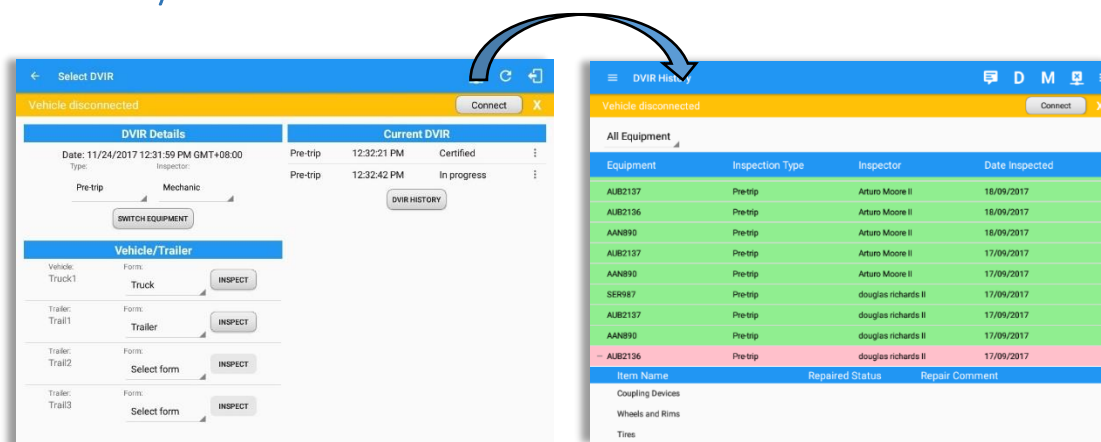 Select DVIR
Vehicle disconnected
Connect
X
DVIR Details
Date: 11/24/2017 12:31:59 PM GMT+08:00
Type:
Inspector:
Pre-trip
Mechanic
SWITCH EQUIPMENT
Vehicle/Trailer
Vehicle:
Form:
Truck1
Truck
INSPECT
Trailer:
Form:
Trail1
Trailer
INSPECT
Trailer:
Form:
Trail2
Select form
INSPECT
Trailer:
Form:
Trail3
Select form
INSPECT
Current DVIR
Pre-trip 12:32:21 PM Certified
Pre-trip 12:32:42 PM In progress
DVIR HISTORY
DVIR History
D M
Vehicle disconnected
Connect
X
All Equipment
Equipment Inspection Type Inspector Date Inspected
AUB2137 Pre-trip Arturo Moore II 18/09/2017
AUB2136 Pre-trip Arturo Moore II 18/09/2017
AAN890 Pre-trip Arturo Moore II 18/09/2017
AUB2137 Pre-trip Arturo Moore II 17/09/2017
AAN890 Pre-trip Arturo Moore II 17/09/2017
SER987 Pre-trip douglas richards II 17/09/2017
AUB2137 Pre-trip douglas richards II 17/09/2017
AAN890 Pre-trip douglas richards II 17/09/2017
AUB2136 Pre-trip douglas richards II 17/09/2017
Item Name Repaired Status Repair Comment
Coupling Devices
Wheels and Rims
Tires